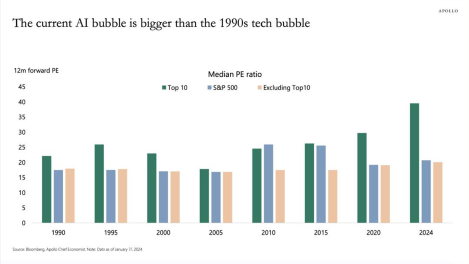 APOLLO
The current AI bubble is bigger than the 1990s tech bubble
12m forward PE
Median PE ratio
Top 10 S&P 500 Excluding Top10
45
40
35
30
25
20
15
10
5
0
1990 1995 2000 2005 2010 2015 2020 2024
Source: Bloomberg, Apollo Chief Economist. Note: Data as of January 31, 2024.